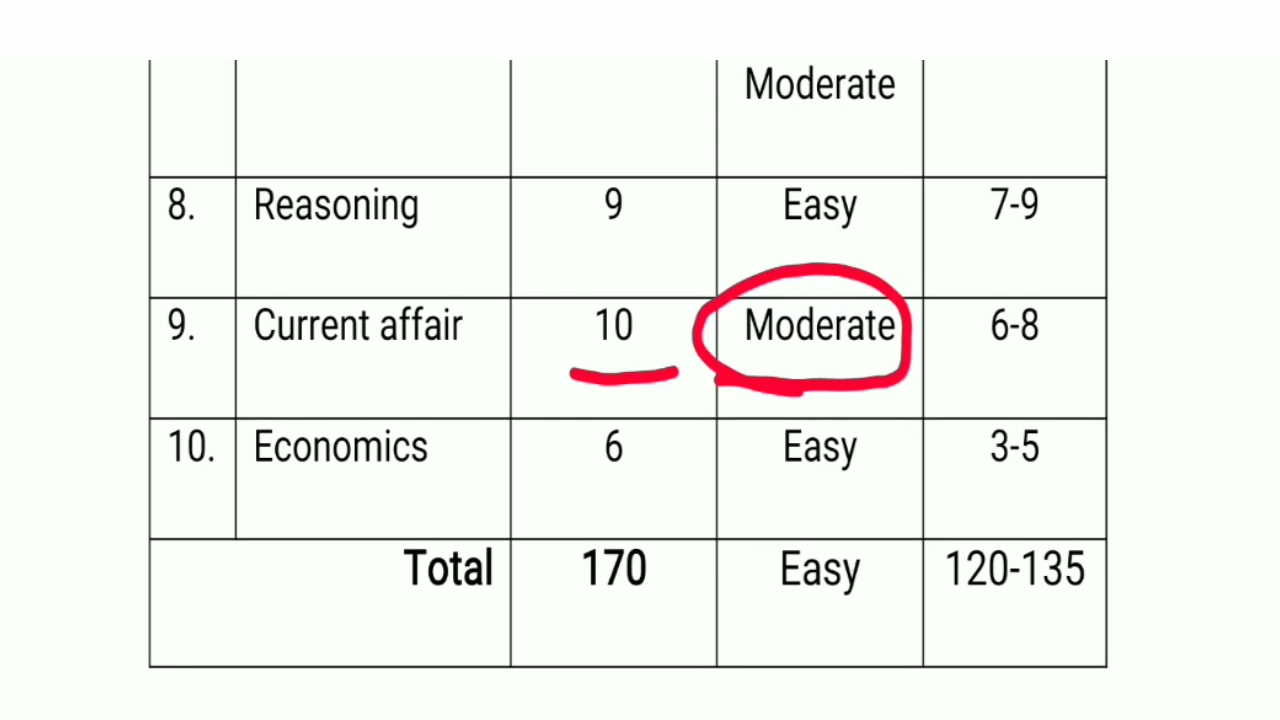 Moderate
8. Reasoning 9 Easy 7-9
9. Current affair 10 Moderate 6-8
10. Economics 6 Easy 3-5
Total 170 Easy 120-135